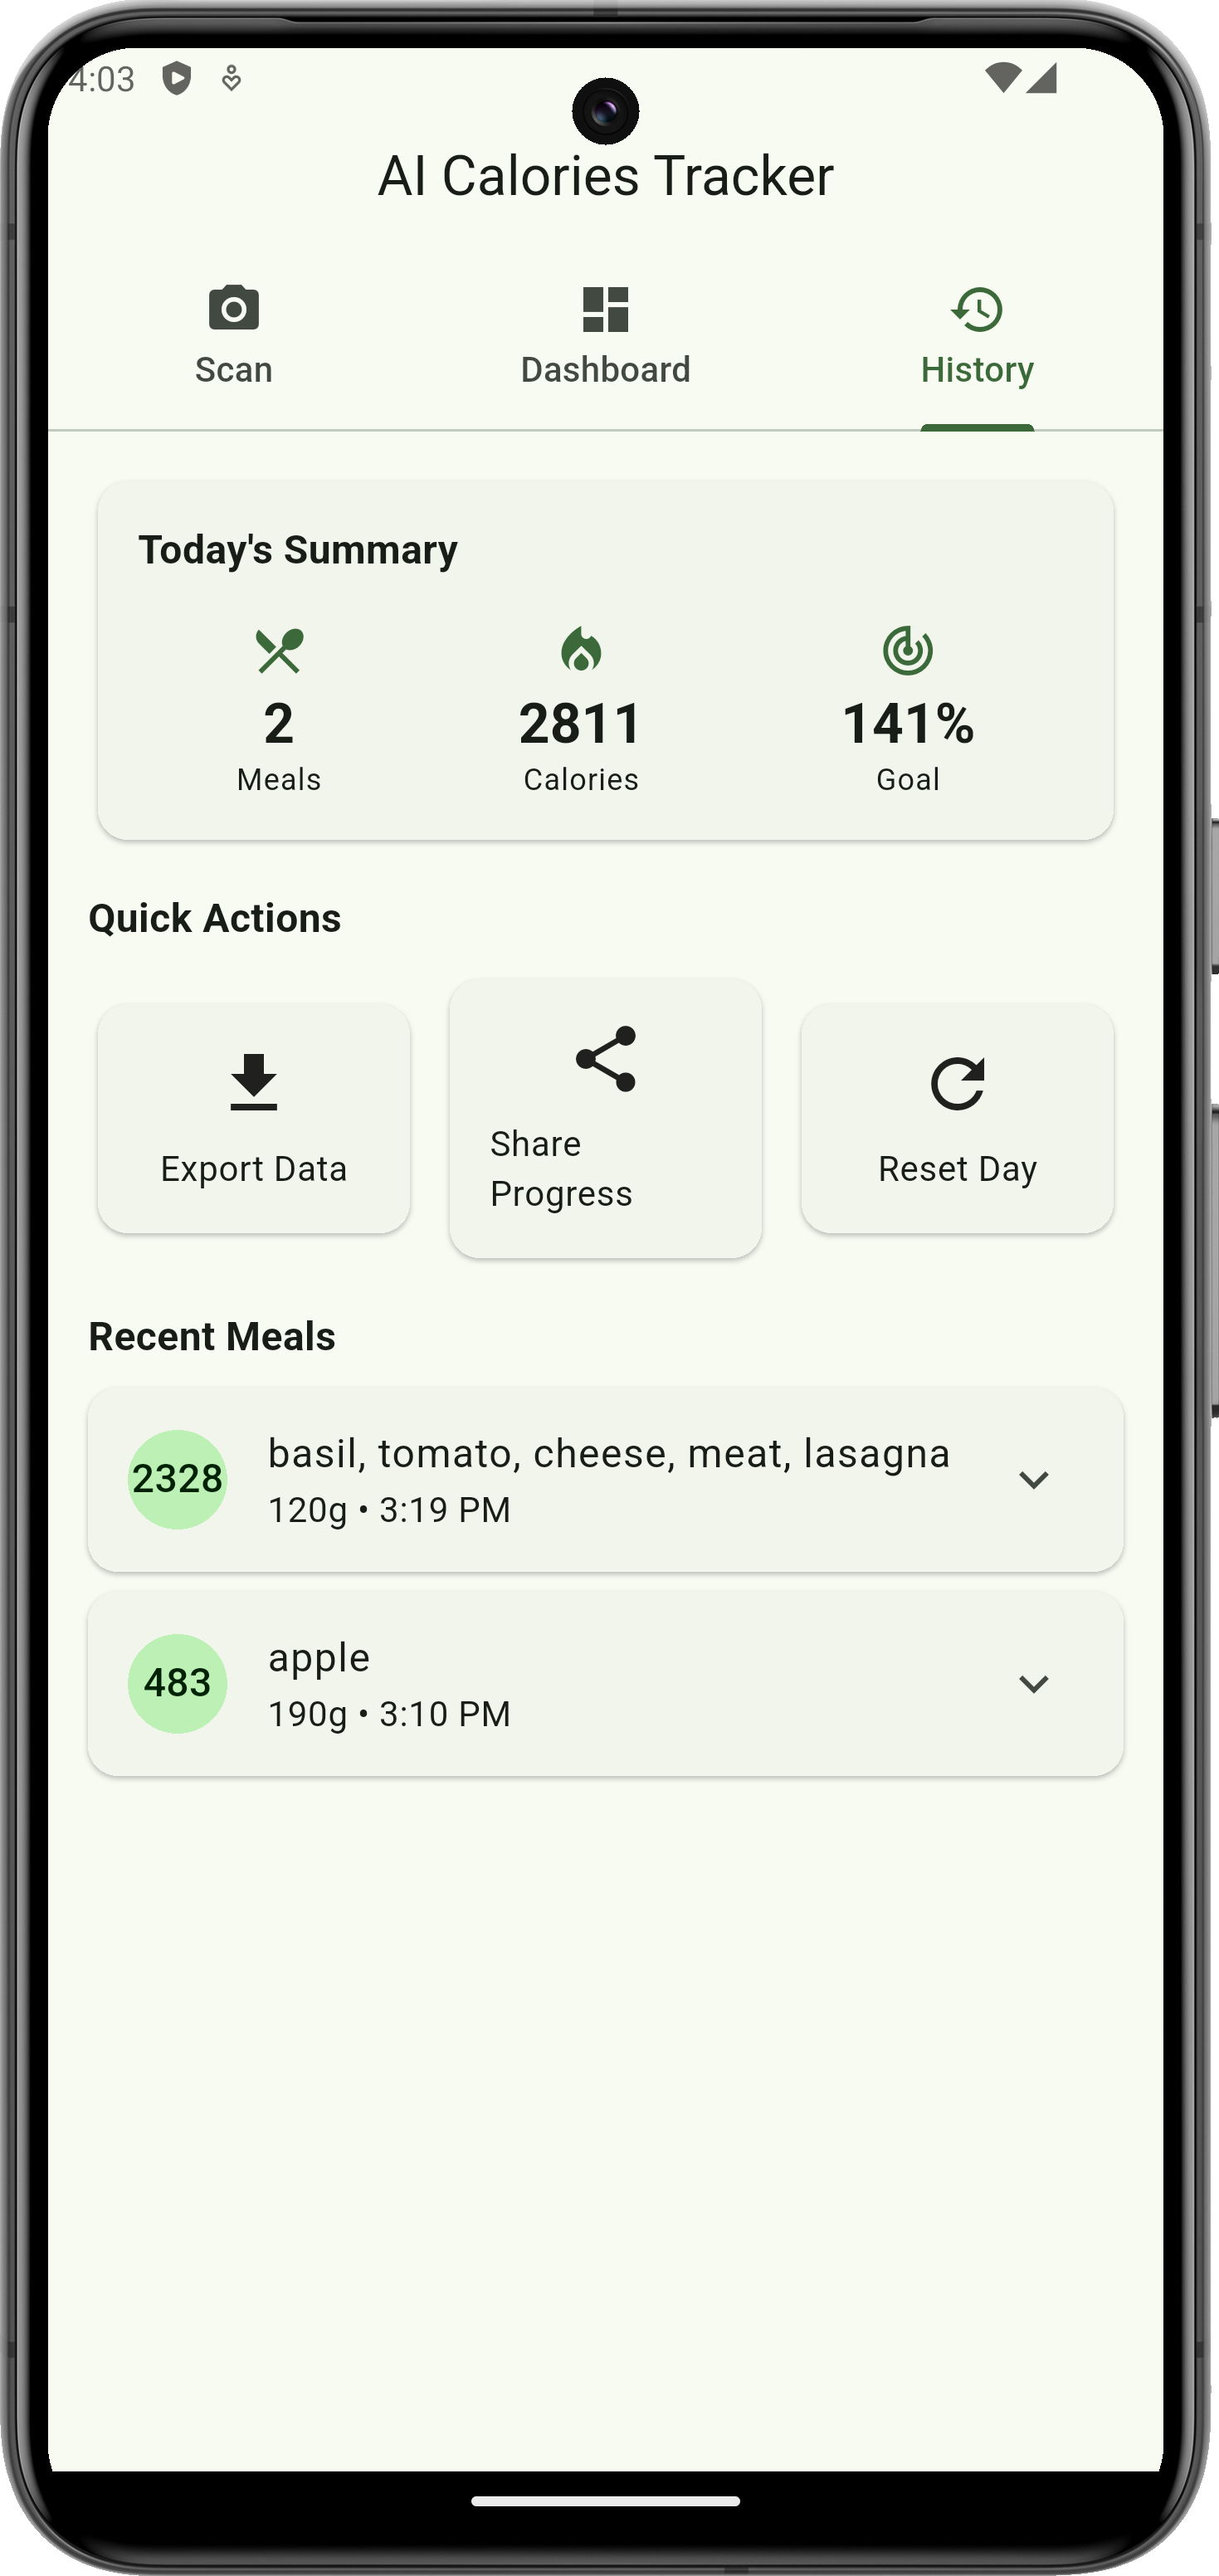 4:03
AI Calories Tracker
Scan
Dashboard
History
Today's Summary
2
2811
141%
Meals
Calories
Goal
Quick Actions
Export Data
Share
Progress
Reset Day
Recent Meals
2328
basil, tomato, cheese, meat, lasagna
120g • 3:19 PM
483
apple
190g • 3:10 PM